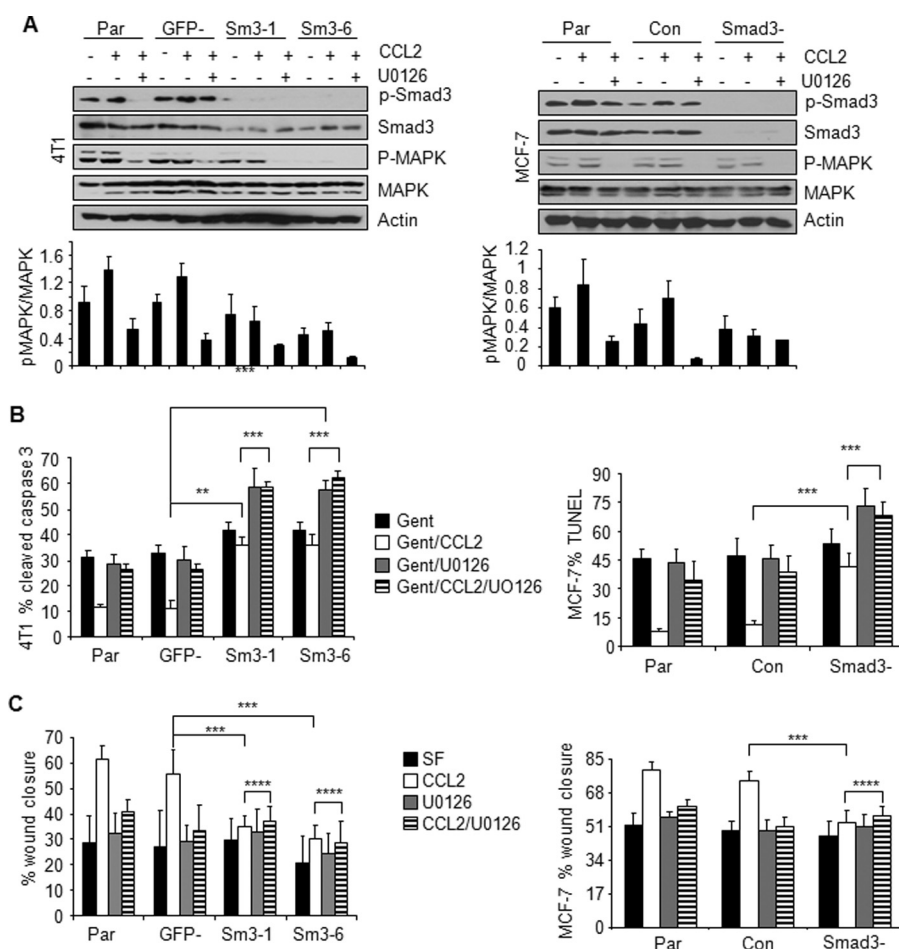 A
Par GFP- Sm3-1 Sm3-6
- + + - + + - + + - + + CCL2
- - + - - + - - + - - + U0126
4T1
p-Smad3
Smad3
P-MAPK
MAPK
Actin
pMAPK/MAPK
1.6
1.2
0.8
0.4
0
***
Par Con Smad3-
- + + - + + - + + CCL2
- - + - - + - - + U0126
MCF-7
p-Smad3
Smad3
P-MAPK
MAPK
Actin
pMAPK/MAPK
1.2
1
0.8
0.6
0.4
0.2
0
B
4T1 % cleaved caspase 3
70
60
50
40
30
20
10
0
** *** ***
Par GFP- Sm3-1 Sm3-6
Gent
Gent/CCL2
Gent/U0126
Gent/CCL2/UO126
MCF-7% TUNEL
90
75
60
45
30
15
0
*** ***
Par Con Smad3-
C
% wound closure
70
60
50
40
30
20
10
0
***
***
**** ****
Par GFP- Sm3-1 Sm3-6
SF
CCL2
U0126
CCL2/U0126
MCF-7 % wound closure
85
68
51
34
17
0
***
****
Par Con Smad3-